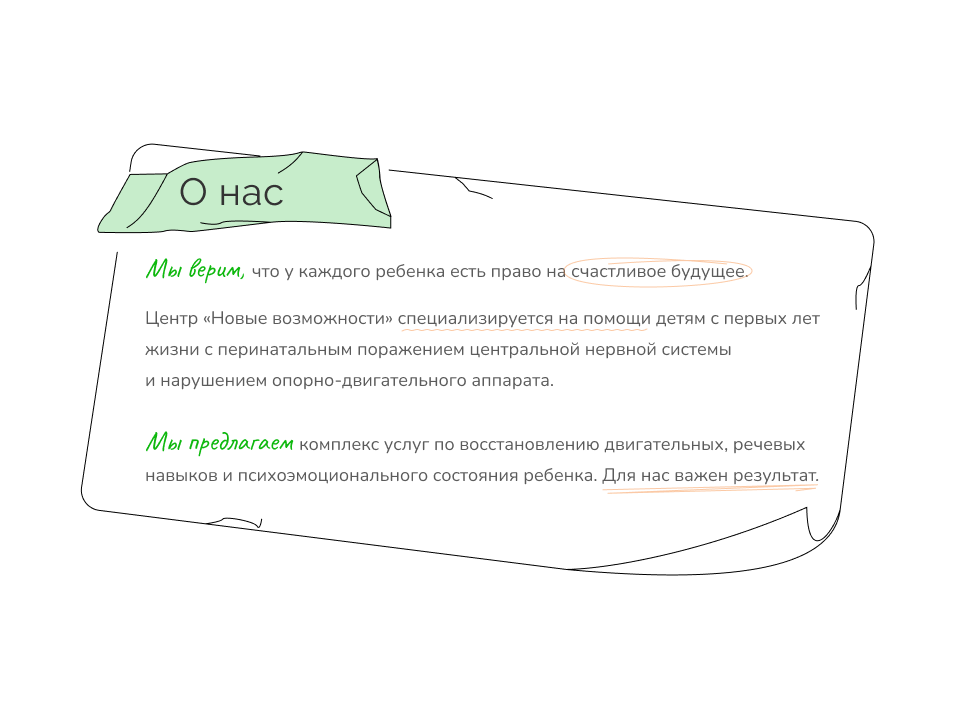 О нас
Мы верим, что у каждого ребенка есть право на счастливое будущее.
Центр «Новые возможности» специализируется на помощи детям с первых лет
жизни с перинатальным поражением центральной нервной системы
и нарушением опорно-двигательного аппарата.
Мы предлагаем комплекс услуг по восстановлению двигательных, речевых
навыков и психоэмоционального состояния ребенка. Для нас важен результат.